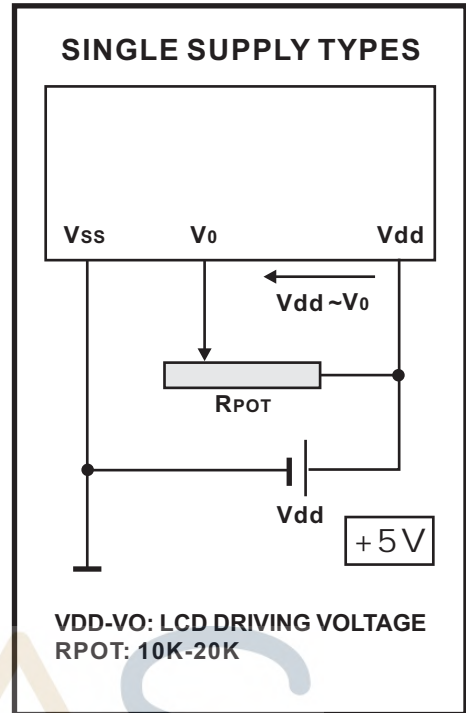 SINGLE SUPPLY TYPES
Vss V0 Vdd
Vdd ~V0
RPOT
Vdd
+5V
VDD-VO: LCD DRIVING VOLTAGE
RPOT: 10K-20K